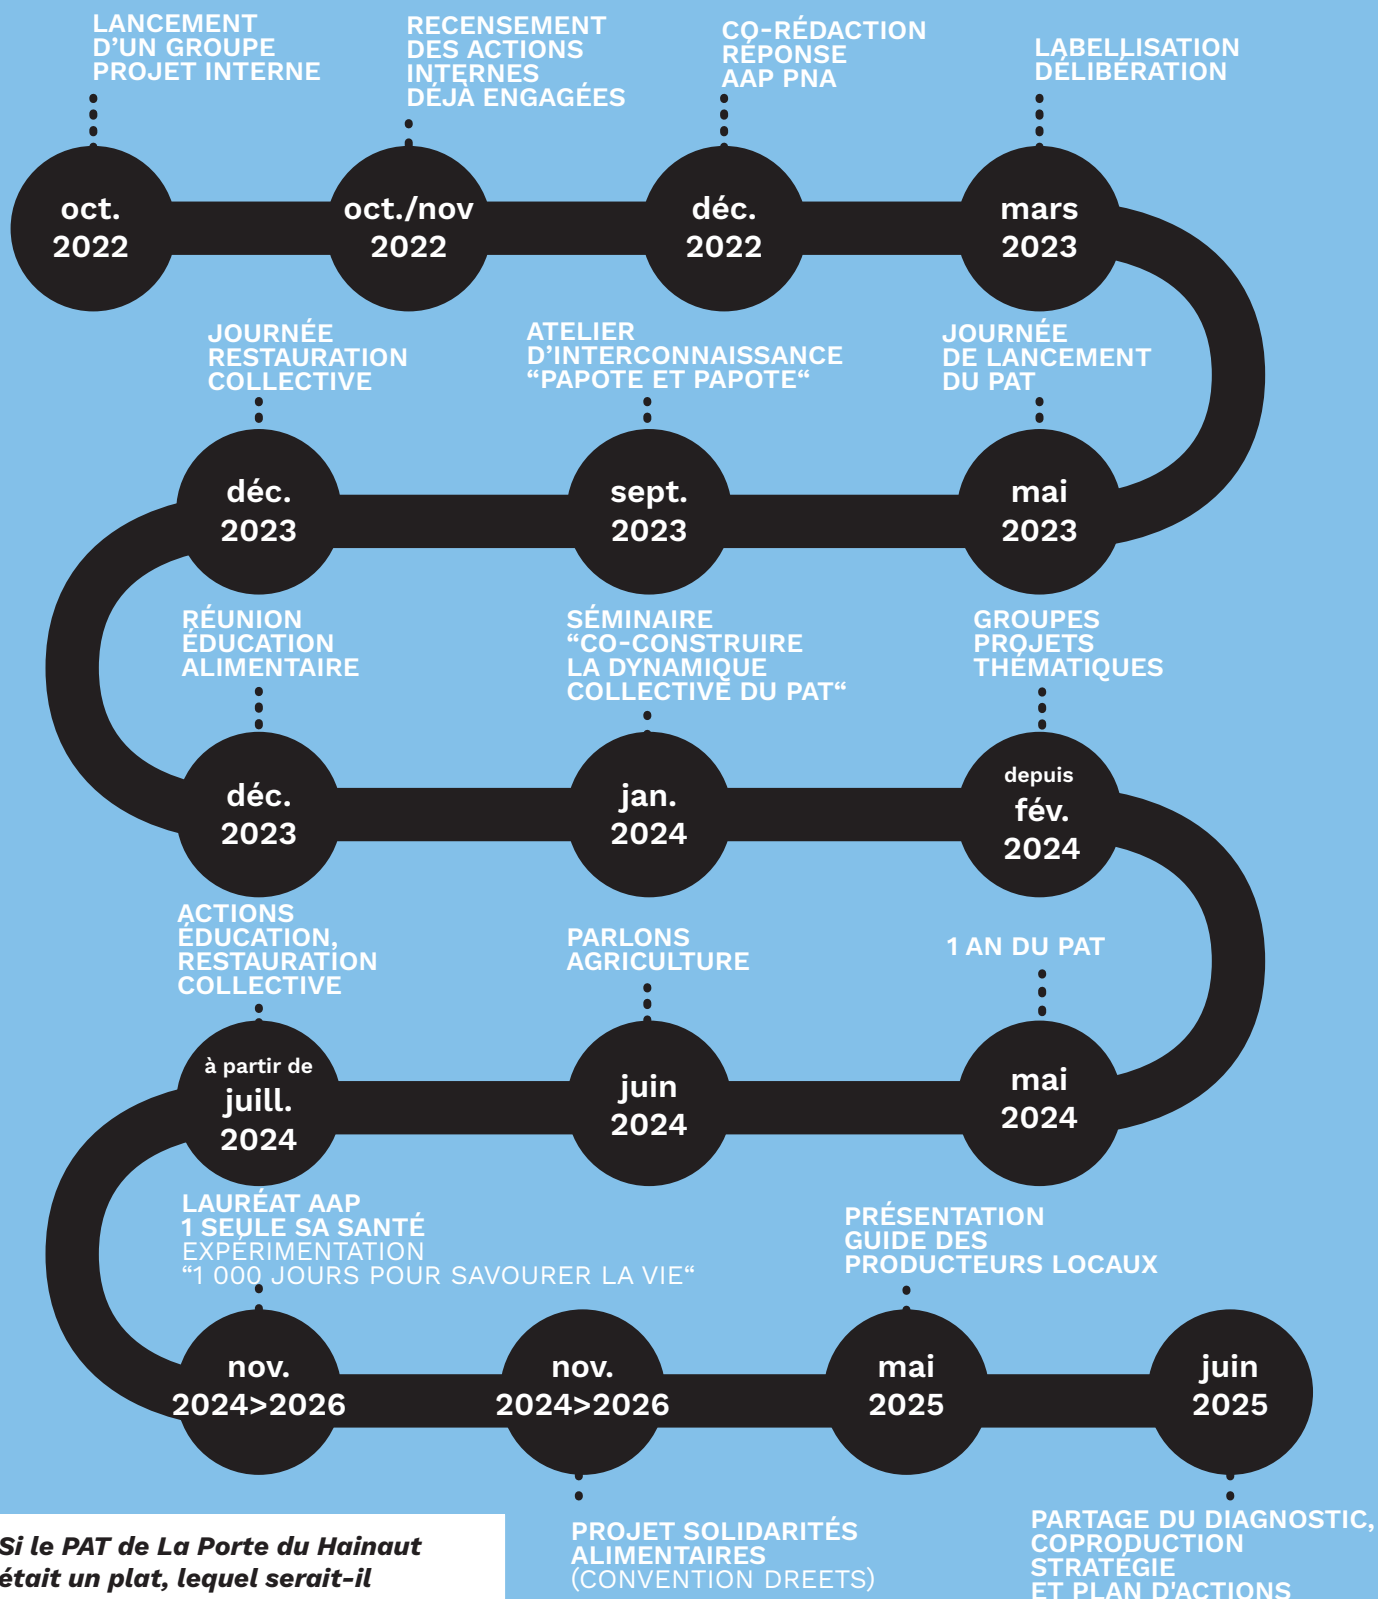 LANCEMENT
D’UN GROUPE
PROJET INTERNE
oct.
2022
RECENSEMENT
DES ACTIONS
INTERNES
DÉJÀ ENGAGÉES
oct./nov
2022
CO-RÉDACTION
RÉPONSE
AAP PNA
déc.
2022
LABELLISATION
DÉLIBÉRATION
mars
2023
JOURNÉE
DE LANCEMENT
DU PAT
mai
2023
ATELIER
D’INTERCONNAISSANCE
“PAPOTE ET PAPOTE“
sept.
2023
JOURNÉE
RESTAURATION
COLLECTIVE
déc.
2023
RÉUNION
ÉDUCATION
ALIMENTAIRE
déc.
2023
SÉMINAIRE
“CO-CONSTRUIRE
LA DYNAMIQUE
COLLECTIVE DU PAT“
jan.
2024
GROUPES
PROJETS
THÉMATIQUES
depuis
fév.
2024
1 AN DU PAT
mai
2024
PARLONS
AGRICULTURE
juin
2024
ACTIONS
ÉDUCATION,
RESTAURATION
COLLECTIVE
à partir de
juill.
2024
LAURÉAT AAP
1 SEULE SA SANTÉ
EXPÉRIMENTATION
“1 000 JOURS POUR SAVOURER LA VIE“
nov.
2024>2026
nov.
2024>2026
PROJET SOLIDARITÉS
ALIMENTAIRES
(CONVENTION DREETS)
PRÉSENTATION
GUIDE DES
PRODUCTEURS LOCAUX
mai
2025
juin
2025
PARTAGE DU DIAGNOSTIC,
COPRODUCTION
STRATÉGIE
ET PLAN D'ACTIONS
Si le PAT de La Porte du Hainaut
était un plat, lequel serait-il